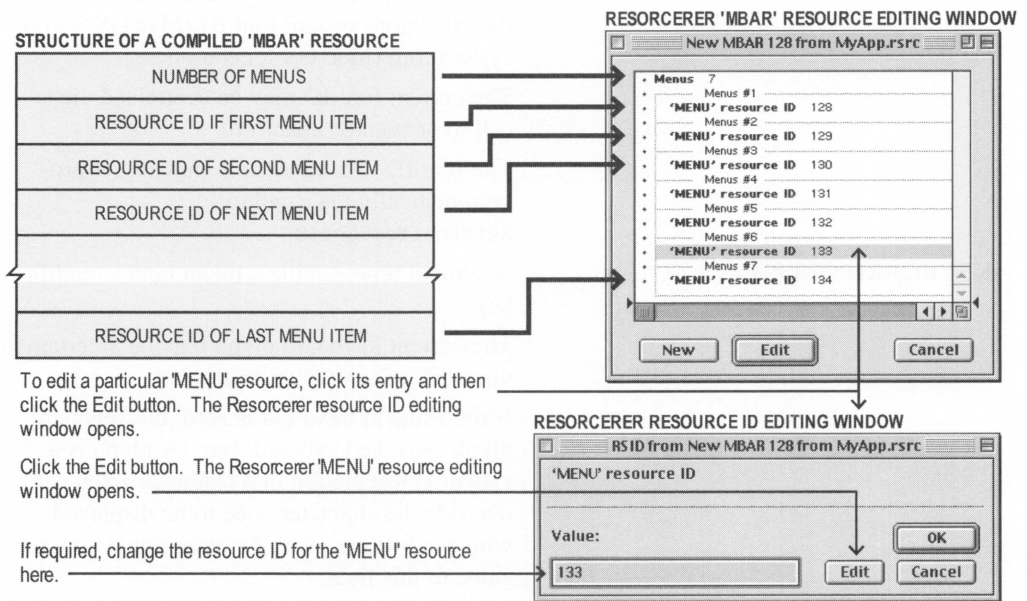 STRUCTURE OF A COMPILED 'MBAR' RESOURCE
NUMBER OF MENUS
RESOURCE ID IF FIRST MENU ITEM
RESOURCE ID OF SECOND MENU ITEM
RESOURCE ID OF NEXT MENU ITEM
RESOURCE ID OF LAST MENU ITEM
RESORCERER 'MBAR' RESOURCE EDITING WINDOW
New MBAR 128 from MyApp.rsrc
Menus 7
Menus #1
'MENU' resource ID 128
Menus #2
'MENU' resource ID 129
Menus #3
'MENU' resource ID 130
Menus #4
'MENU' resource ID 131
Menus #5
'MENU' resource ID 132
Menus #6
'MENU' resource ID 133
Menus #7
'MENU' resource ID 134
New Edit Cancel
To edit a particular 'MENU' resource, click its entry and then
click the Edit button. The Resorcerer resource ID editing
window opens.
Click the Edit button. The Resorcerer 'MENU' resource editing
window opens.
If required, change the resource ID for the 'MENU' resource
here.
RESORCERER RESOURCE ID EDITING WINDOW
RSID from New MBAR 128 from MyApp.rsrc
'MENU' resource ID
Value:
OK
133
Edit Cancel